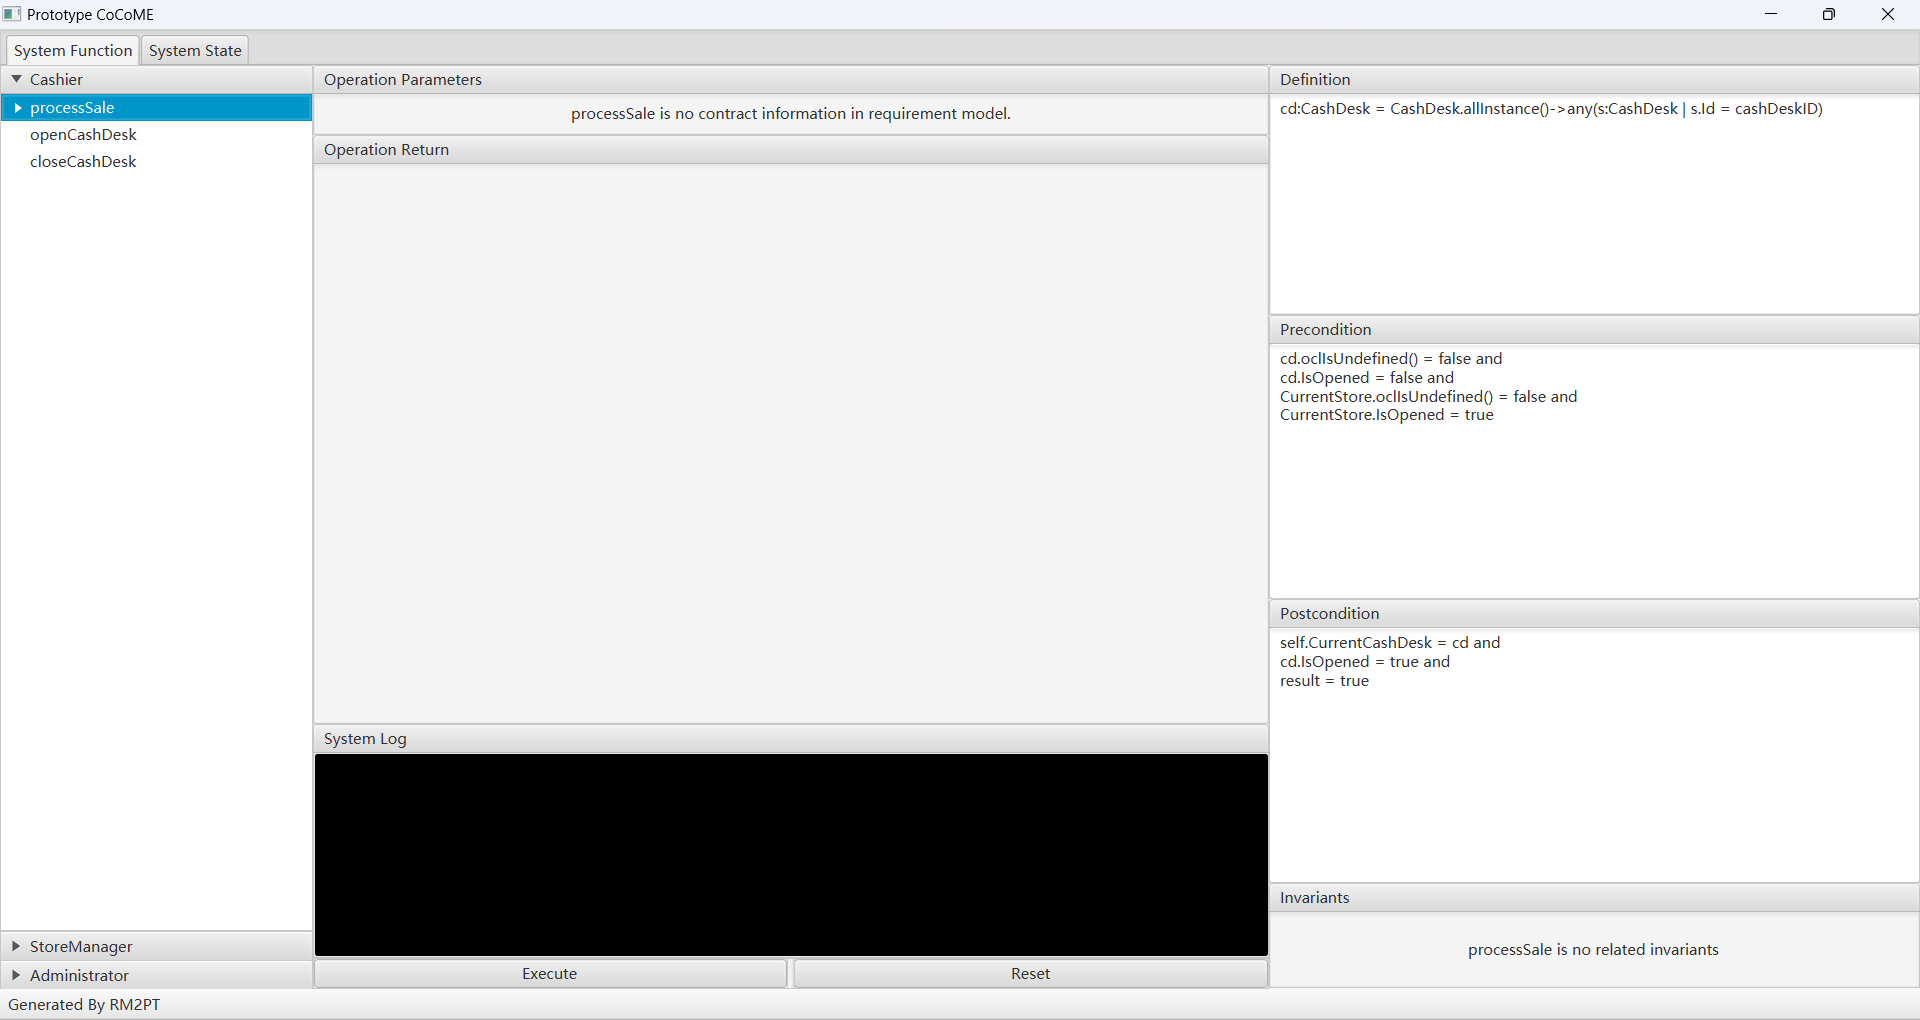 Prototype CoCoME
System Function
System State
Cashier
processSale
openCashDesk
closeCashDesk
StoreManager
Administrator
Operation Parameters
processSale is no contract information in requirement model.
Operation Return
System Log
Execute
Reset
Definition
cd:CashDesk = CashDesk.allInstance()->any(s:CashDesk | s.Id = cashDeskID)
Precondition
cd.oclIsUndefined() = false and
cd.IsOpened = false and
CurrentStore.oclIsUndefined() = false and
CurrentStore.IsOpened = true
Postcondition
self.CurrentCashDesk = cd and
cd.IsOpened = true and
result = true
Invariants
processSale is no related invariants
Generated By RM2PT